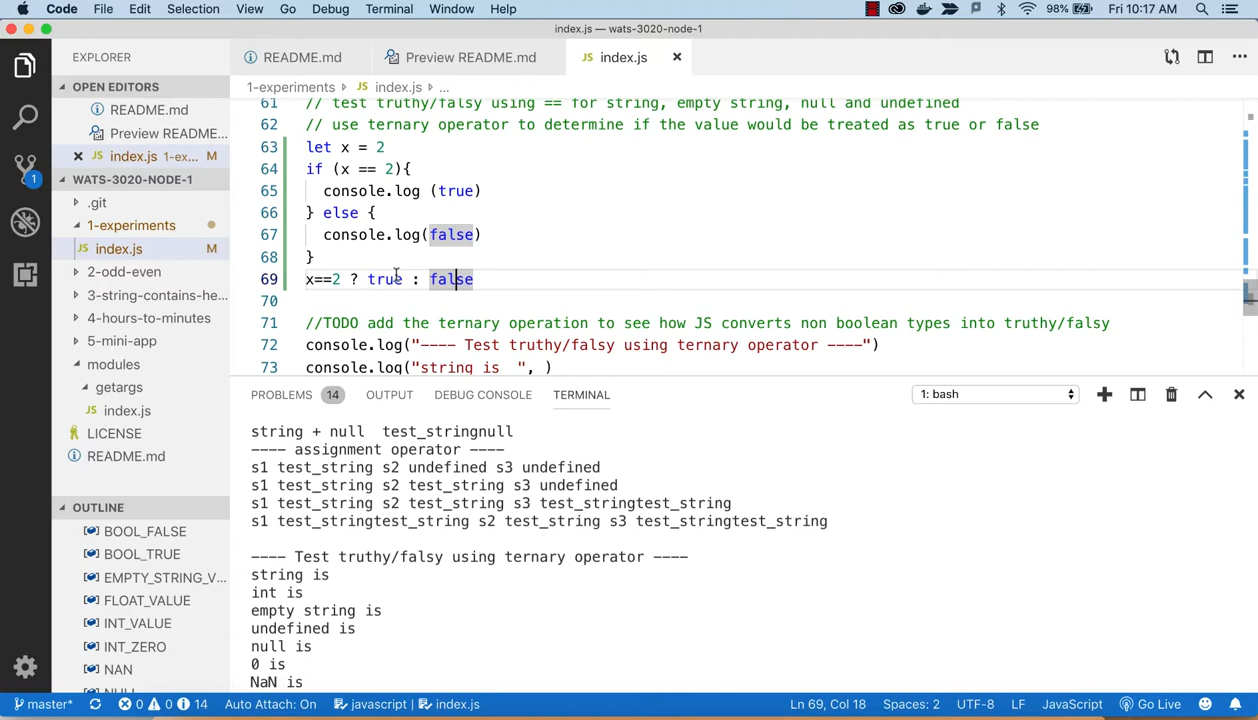 Code File Edit Selection View Go Debug Terminal Window Help 98% Fri 10:17 AM
index.js — wats-3020-node-1
EXPLORER
README.md
Preview README.md
JS index.js
1-experiments JS index.js ...
OPEN EDITORS
README.md
Preview README...
JS index.js 1-ex... M
WATS-3020-NODE-1
.git
1-experiments
JS index.js M
2-odd-even
3-string-contains-he...
4-hours-to-minutes
5-mini-app
modules
getargs
JS index.js
LICENSE
README.md
OUTLINE
BOOL_FALSE
BOOL_TRUE
EMPTY_STRING_V...
FLOAT_VALUE
INT_VALUE
INT_ZERO
NAN
1
61 // test truthy/falsy using == for string, empty string, null and undefined
62 // use ternary operator to determine if the value would be treated as true or false
63 let x = 2
64 if (x == 2){
65 console.log (true)
66 } else {
67 console.log(false)
68 }
69 x==2 ? true : false
70
71 //TODO add the ternary operation to see how JS converts non boolean types into truthy/falsy
72 console.log("---- Test truthy/falsy using ternary operator ----")
73 console.log("string is  ", )
PROBLEMS 14 OUTPUT DEBUG CONSOLE TERMINAL 1: bash
string + null  test_stringnull
---- assignment operator ----
s1 test_string s2 undefined s3 undefined
s1 test_string s2 test_string s3 undefined
s1 test_string s2 test_string s3 test_stringtest_string
s1 test_stringtest_string s2 test_string s3 test_stringtest_string
---- Test truthy/falsy using ternary operator ----
string is
int is
empty string is
undefined is
null is
0 is
NaN is
master* 0 0 14 Auto Attach: On javascript | index.js Ln 69, Col 18 Spaces: 2 UTF-8 LF JavaScript Go Live